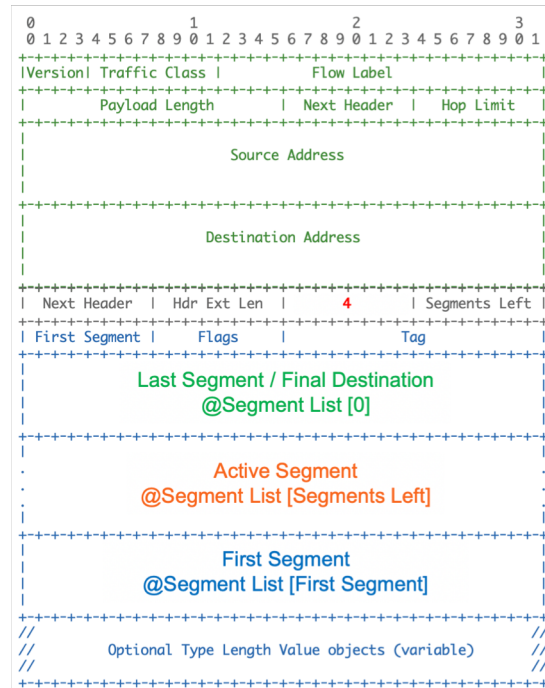 0 1 2 3
0 1 2 3 4 5 6 7 8 9 0 1 2 3 4 5 6 7 8 9 0 1 2 3 4 5 6 7 8 9 0 1
|Version| Traffic Class | Flow Label |
| Payload Length | Next Header | Hop Limit |
Source Address
Destination Address
| Next Header | Hdr Ext Len | 4 | Segments Left |
| First Segment | Flags | Tag |
Last Segment / Final Destination
@Segment List [0]
Active Segment
@Segment List [Segments Left]
First Segment
@Segment List [First Segment]
// //
// Optional Type Length Value objects (variable) //
// //